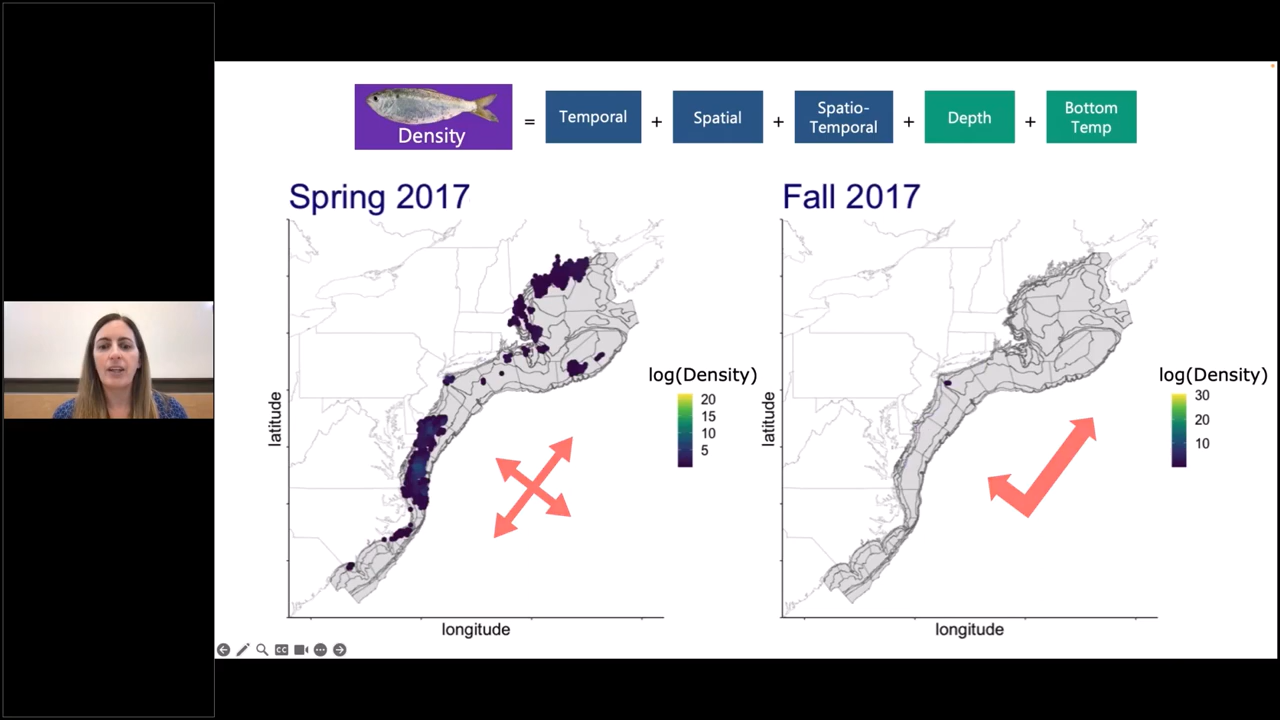 Density
=
Temporal
+
Spatial
+
Spatio-
Temporal
+
Depth
+
Bottom
Temp
Spring 2017
Fall 2017
latitude
longitude
log(Density)
20
15
10
5
latitude
longitude
log(Density)
30
20
10
CC